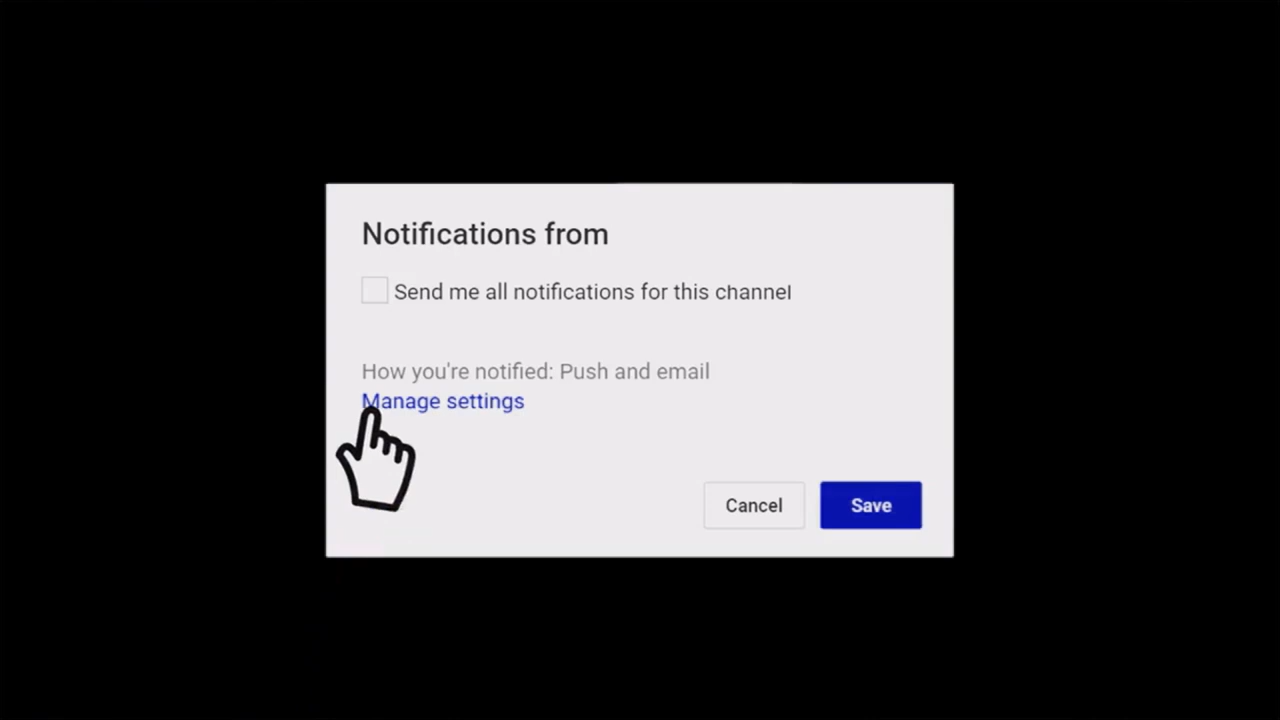 Notifications from
Send me all notifications for this channel
How you're notified: Push and email
Manage settings
Cancel
Save